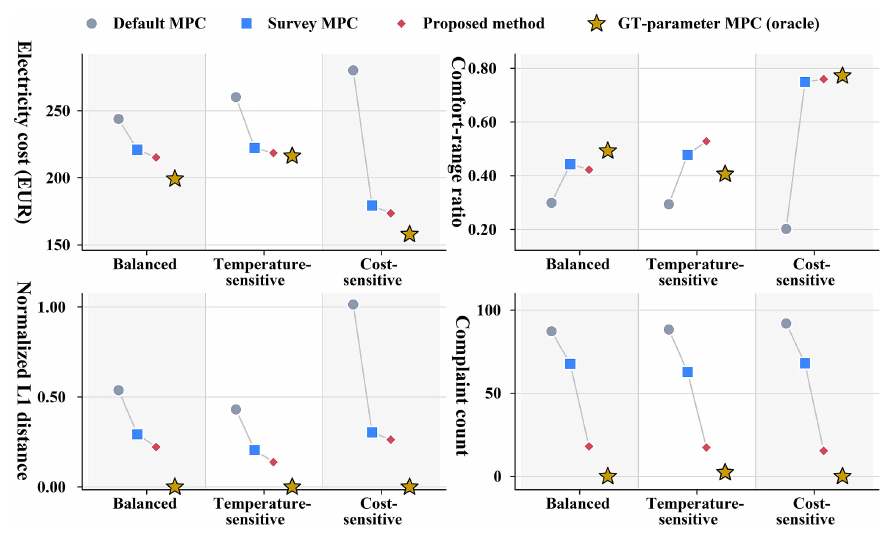 Default MPC
Survey MPC
Proposed method
GT-parameter MPC (oracle)
Electricity cost (EUR)
250
200
150
Balanced
Temperature-
sensitive
Cost-
sensitive
Comfort-range
ratio
0.80
0.60
0.40
0.20
Balanced
Temperature-
sensitive
Cost-
sensitive
Normalized L1 distance
1.00
0.50
0.00
Balanced
Temperature-
sensitive
Cost-
sensitive
Complaint count
100
50
0
Balanced
Temperature-
sensitive
Cost-
sensitive